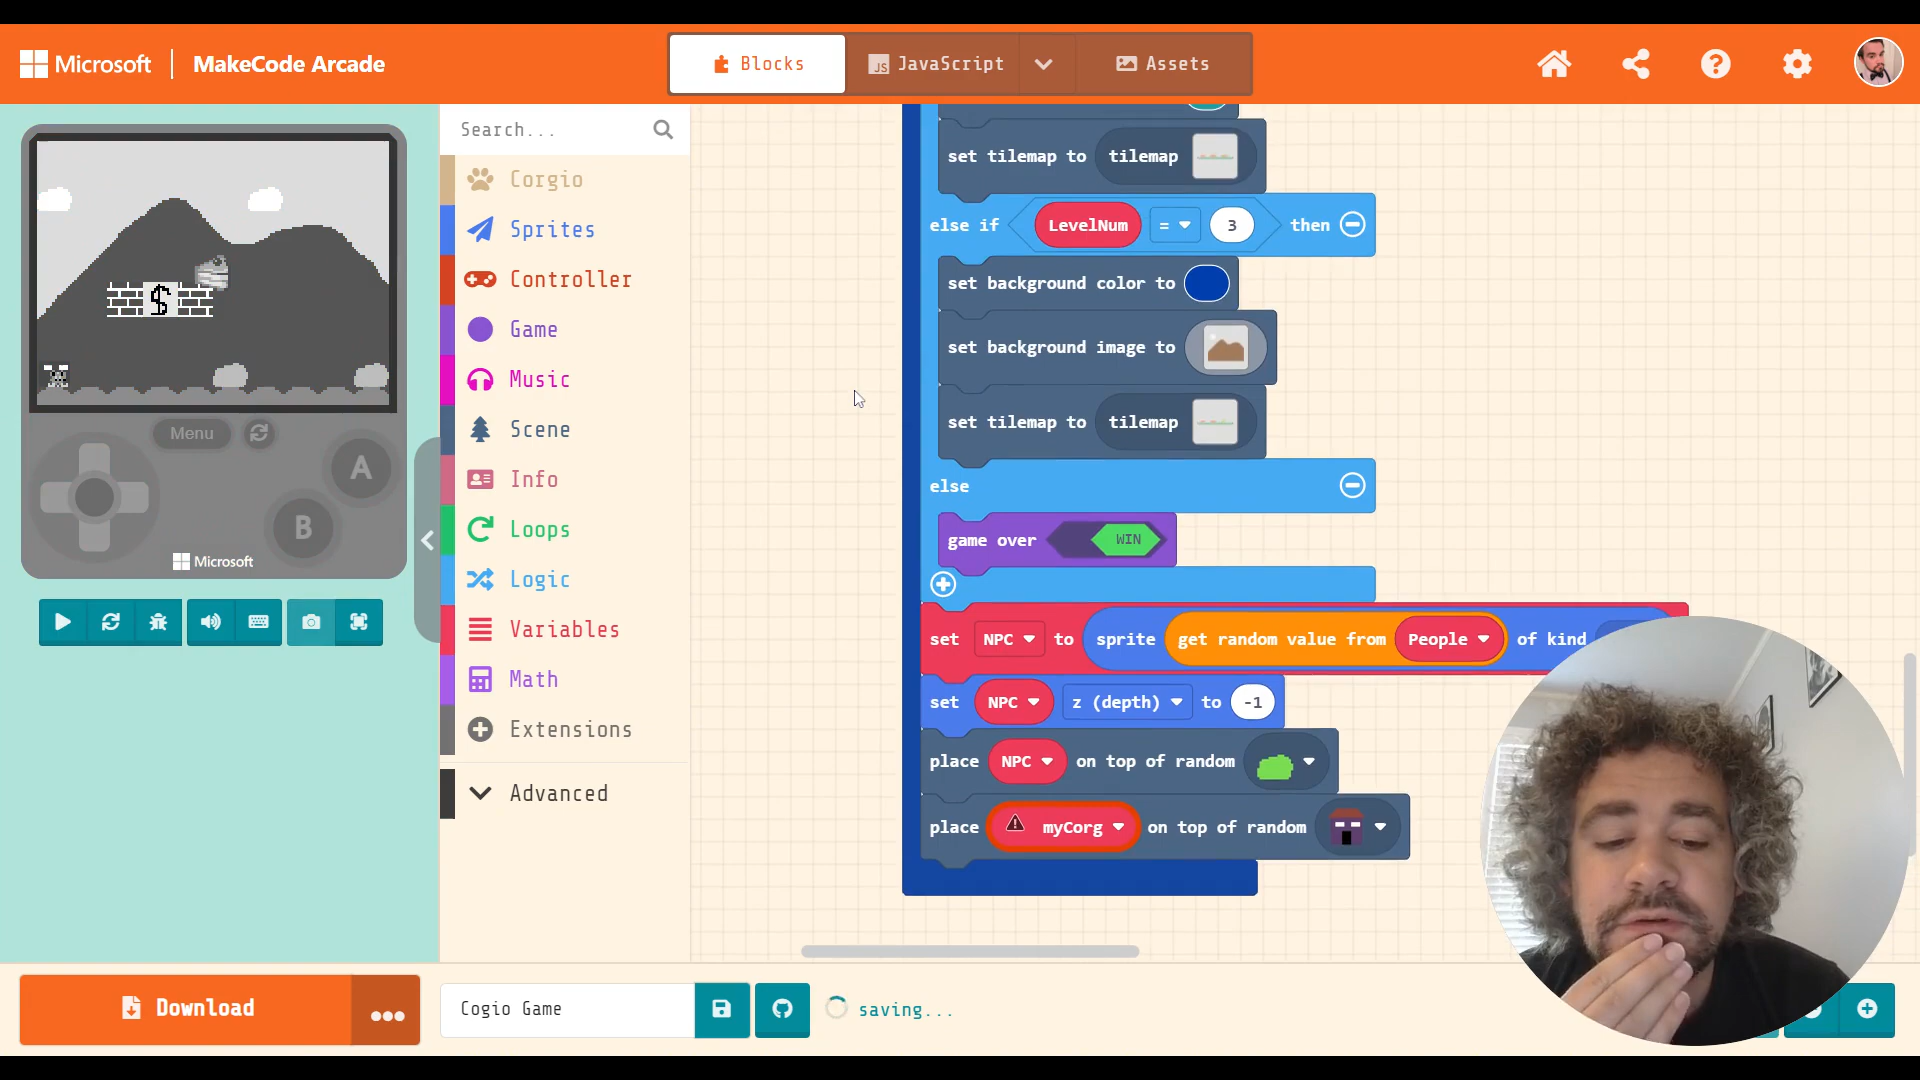 Microsoft MakeCode Arcade
Blocks
JS JavaScript
Assets
$
Menu
A
B
Microsoft
Search...
Corgio
Sprites
Controller
Game
Music
Scene
Info
Loops
Logic
Variables
Math
Extensions
Advanced
set tilemap to tilemap
else if LevelNum = 3 then
set background color to
set background image to
set tilemap to tilemap
else
game over WIN
set NPC to sprite get random value from People of kind
set NPC z (depth) to -1
place NPC on top of random
place myCorg on top of random
Download
Cogio Game
saving...